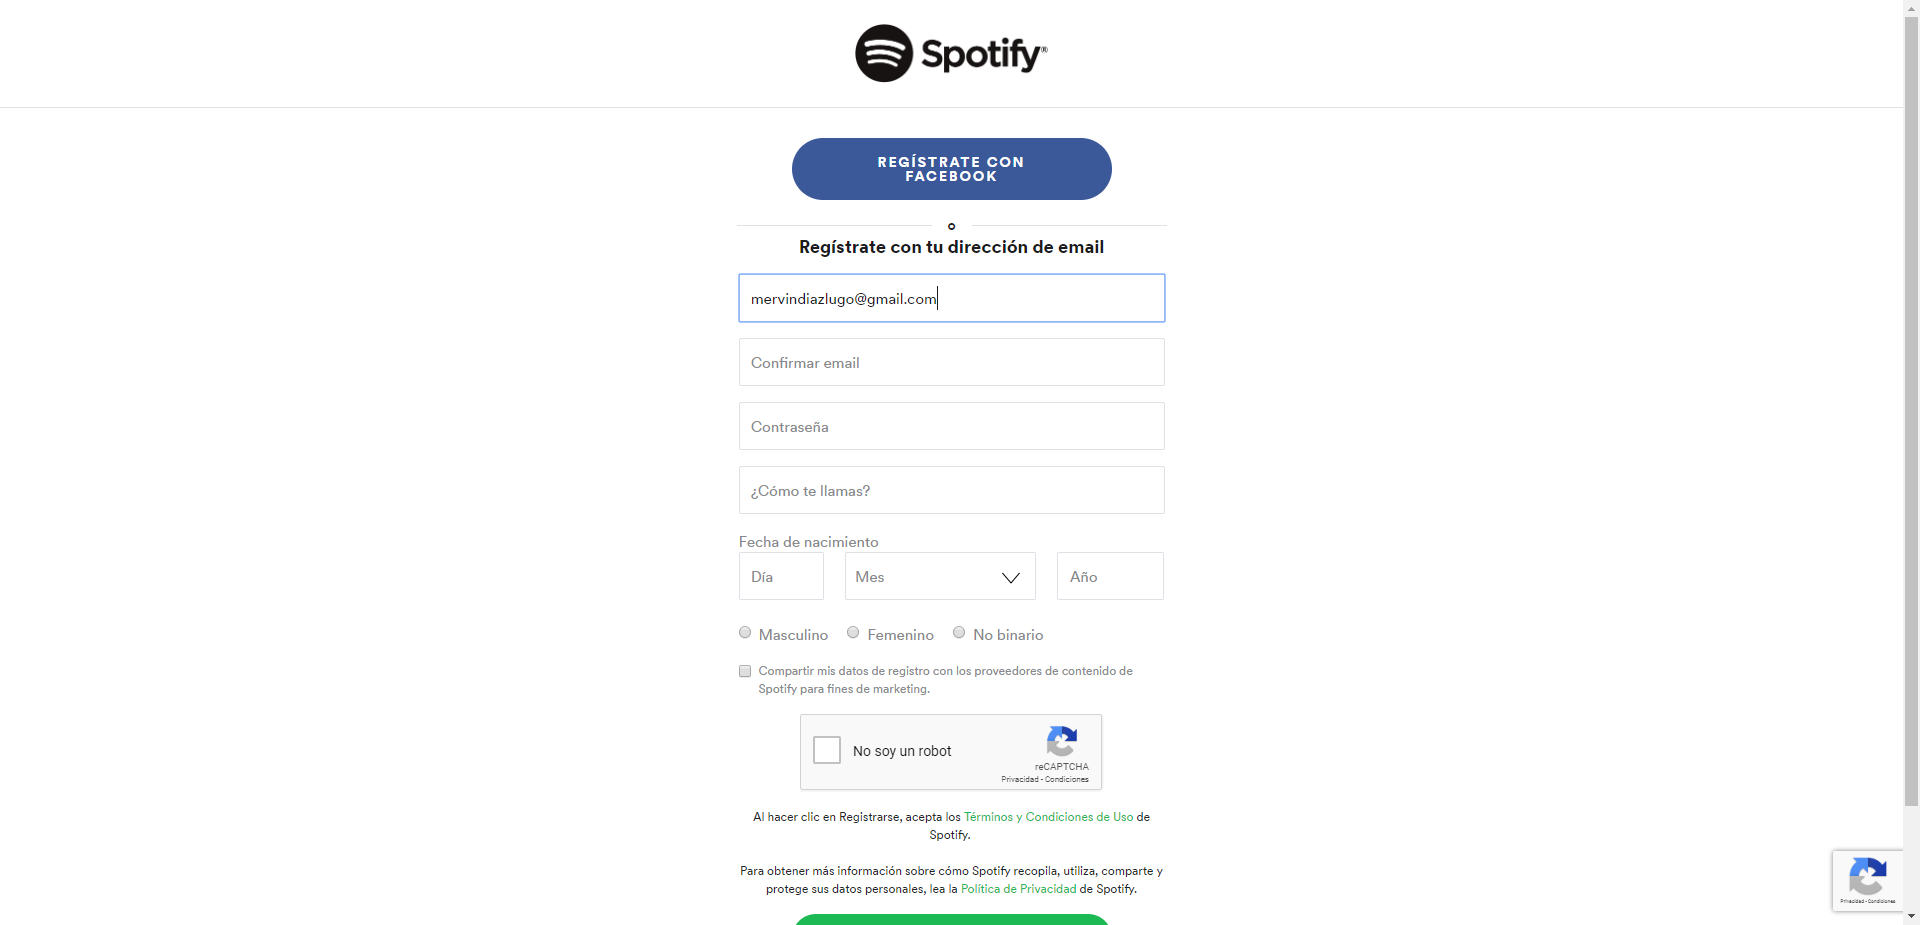 Spotify®
REGÍSTRATE CON
FACEBOOK
o
Regístrate con tu dirección de email
mervindiazlugo@gmail.com
Confirmar email
Contraseña
¿Cómo te llamas?
Fecha de nacimiento
Día
Mes
Año
Masculino
Femenino
No binario
Compartir mis datos de registro con los proveedores de contenido de
Spotify para fines de marketing.
No soy un robot
reCAPTCHA
Privacidad - Condiciones
Al hacer clic en Registrarse, acepta los Términos y Condiciones de Uso de
Spotify.
Para obtener más información sobre cómo Spotify recopila, utiliza, comparte y
protege sus datos personales, lea la Política de Privacidad de Spotify.
Privacidad - Condiciones